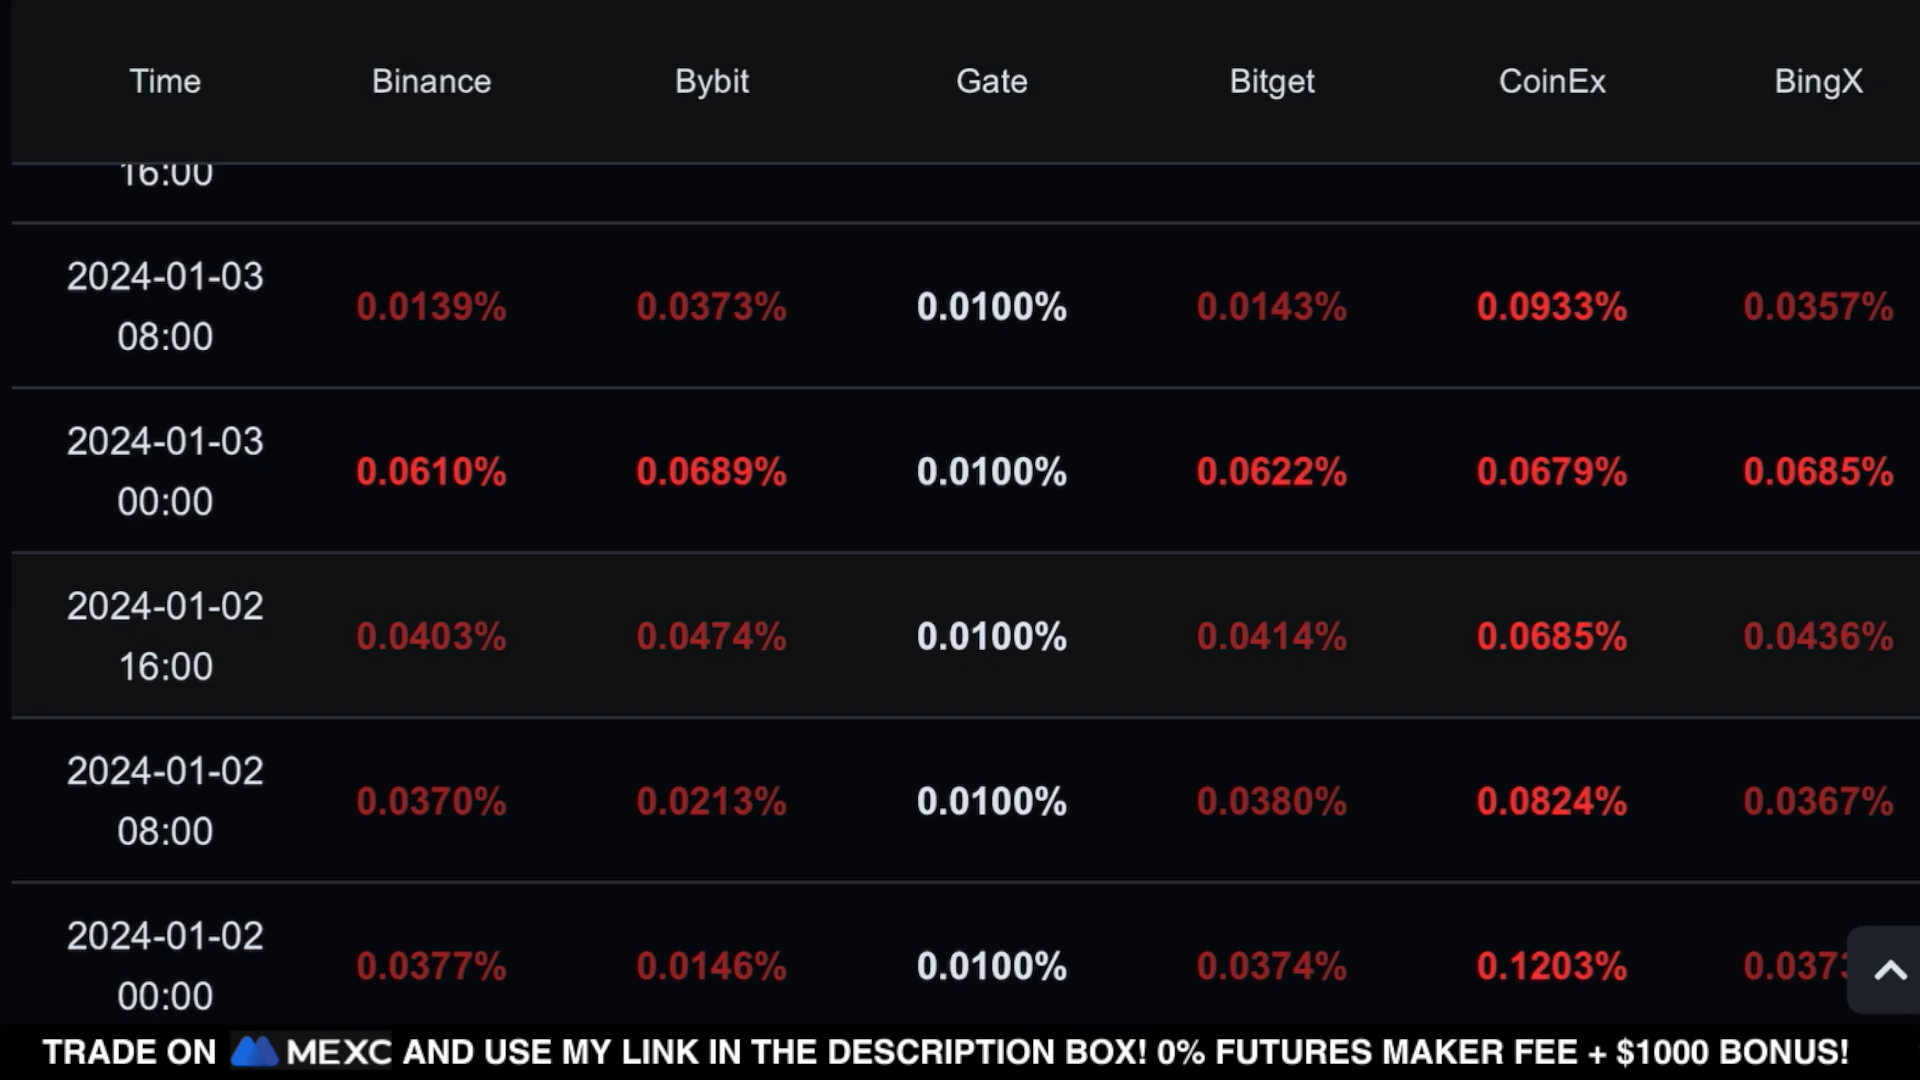 Time Binance Bybit Gate Bitget CoinEx BingX
16:00
2024-01-03
08:00 0.0139% 0.0373% 0.0100% 0.0143% 0.0933% 0.0357%
2024-01-03
00:00 0.0610% 0.0689% 0.0100% 0.0622% 0.0679% 0.0685%
2024-01-02
16:00 0.0403% 0.0474% 0.0100% 0.0414% 0.0685% 0.0436%
2024-01-02
08:00 0.0370% 0.0213% 0.0100% 0.0380% 0.0824% 0.0367%
2024-01-02
00:00 0.0377% 0.0146% 0.0100% 0.0374% 0.1203%
TRADE ON MEXC AND USE MY LINK IN THE DESCRIPTION BOX! 0% FUTURES MAKER FEE + $1000 BONUS!